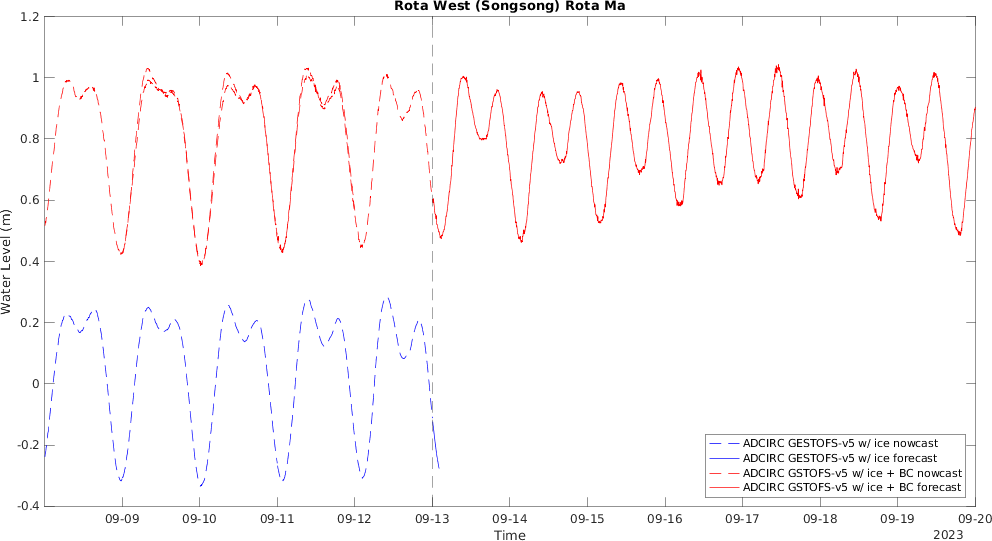 Rota West (Songsong) Rota Ma
1.2
1
0.8
0.6
0.4
0.2
0
-0.2
-0.4
Water Level (m)
09-09 09-10 09-11 09-12 09-13 09-14 09-15 09-16 09-17 09-18 09-19 09-20
Time
2023
ADCIRC GESTOFS-v5 w/ ice nowcast
ADCIRC GESTOFS-v5 w/ ice forecast
ADCIRC GSTOFS-v5 w/ ice + BC nowcast
ADCIRC GSTOFS-v5 w/ ice + BC forecast